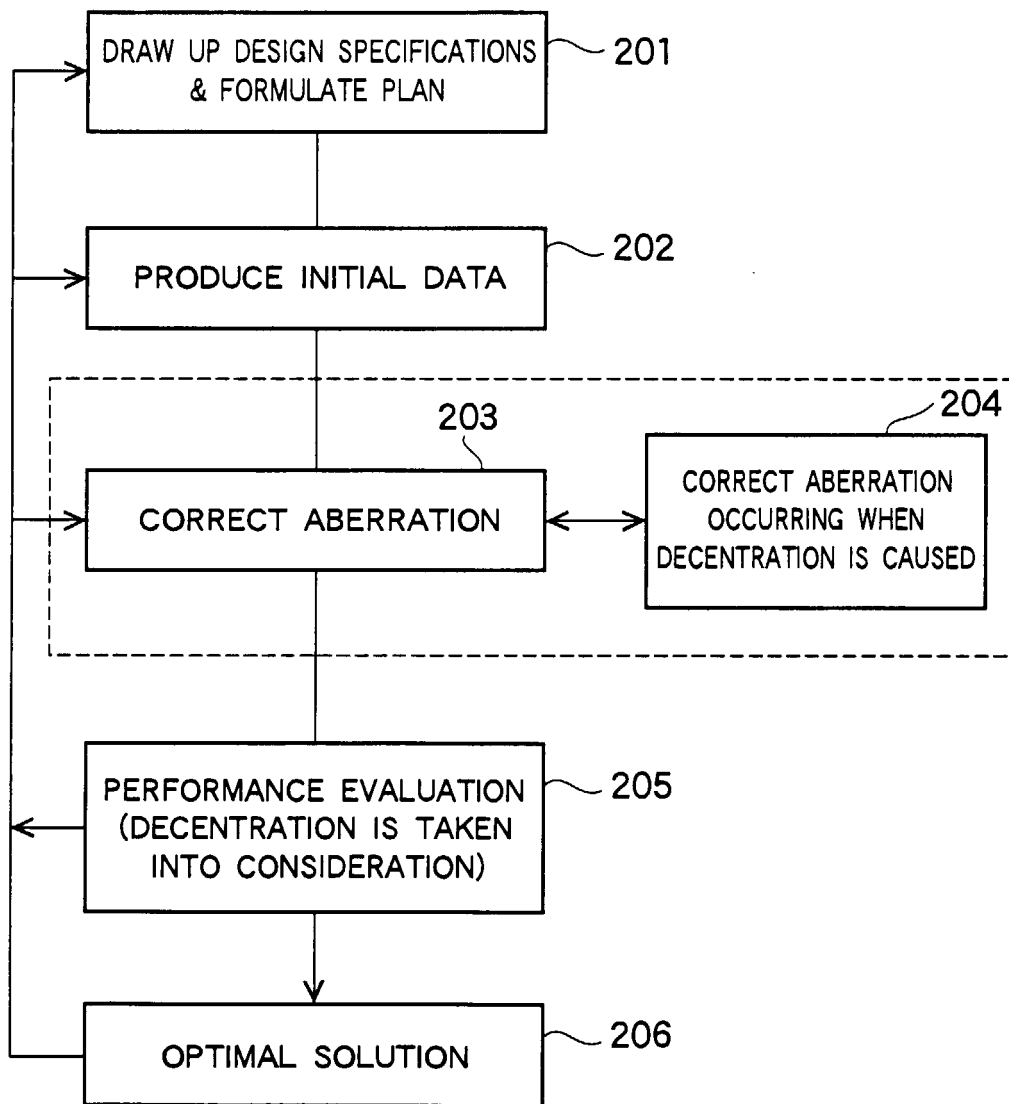 DRAW UP DESIGN SPECIFICATIONS
& FORMULATE PLAN
201
PRODUCE INITIAL DATA
202
203
CORRECT ABERRATION
204
CORRECT ABERRATION
OCCURRING WHEN
DECENTRATION IS CAUSED
PERFORMANCE EVALUATION
(DECENTRATION IS TAKEN
INTO CONSIDERATION)
205
OPTIMAL SOLUTION
206